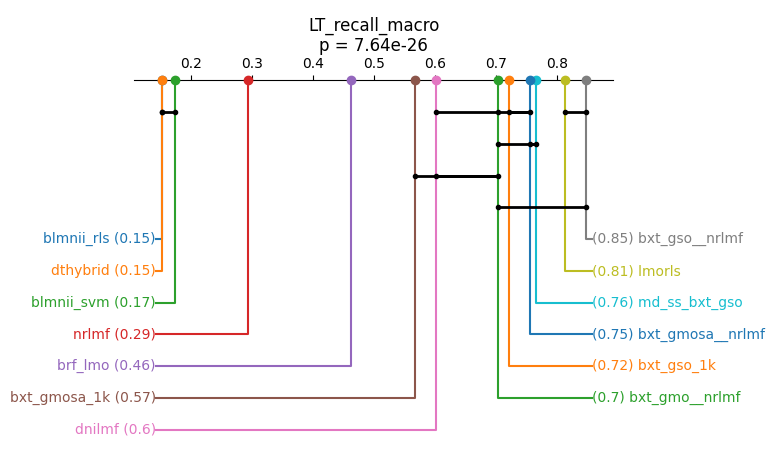 LT_recall_macro
p = 7.64e-26
0.2 0.3 0.4 0.5 0.6 0.7 0.8
blmnii_rls (0.15) (0.85) bxt_gso__nrlmf
dthybrid (0.15) (0.81) lmorls
blmnii_svm (0.17) (0.76) md_ss_bxt_gso
nrlmf (0.29) (0.75) bxt_gmosa__nrlmf
brf_lmo (0.46) (0.72) bxt_gso_1k
bxt_gmosa_1k (0.57) (0.7) bxt_gmo__nrlmf
dnilmf (0.6)